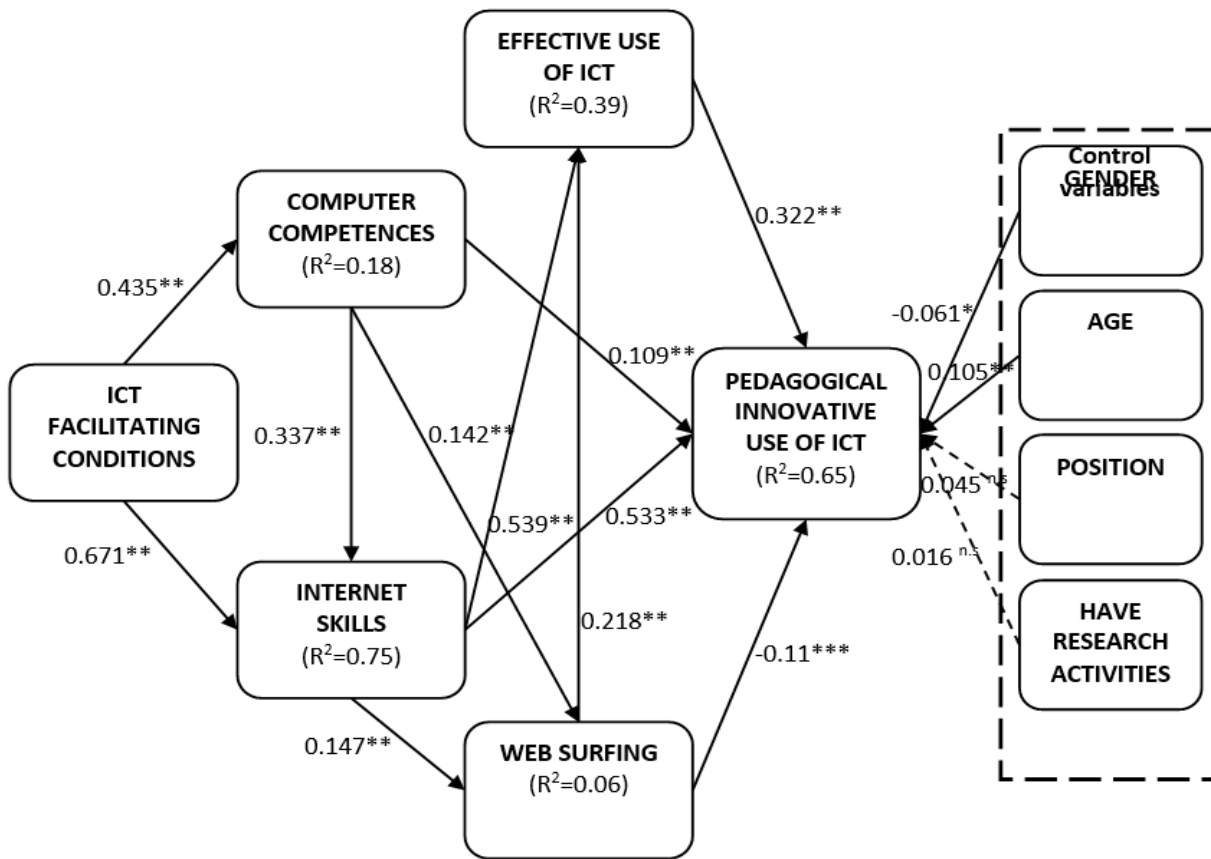 EFFECTIVE USE
OF ICT
(R²=0.39)
COMPUTER
COMPETENCES
(R²=0.18)
0.435**
ICT
FACILITATING
CONDITIONS
0.671**
0.337**
INTERNET
SKILLS
(R²=0.75)
0.147**
0.142**
0.539**
0.218**
WEB SURFING
(R²=0.06)
0.322**
0.109**
0.533**
-0.11***
PEDAGOGICAL
INNOVATIVE
USE OF ICT
(R²=0.65)
-0.061*
0.105**
0.045 n.s
0.016 n.s
Control
variables
GENDER
AGE
POSITION
HAVE
RESEARCH
ACTIVITIES